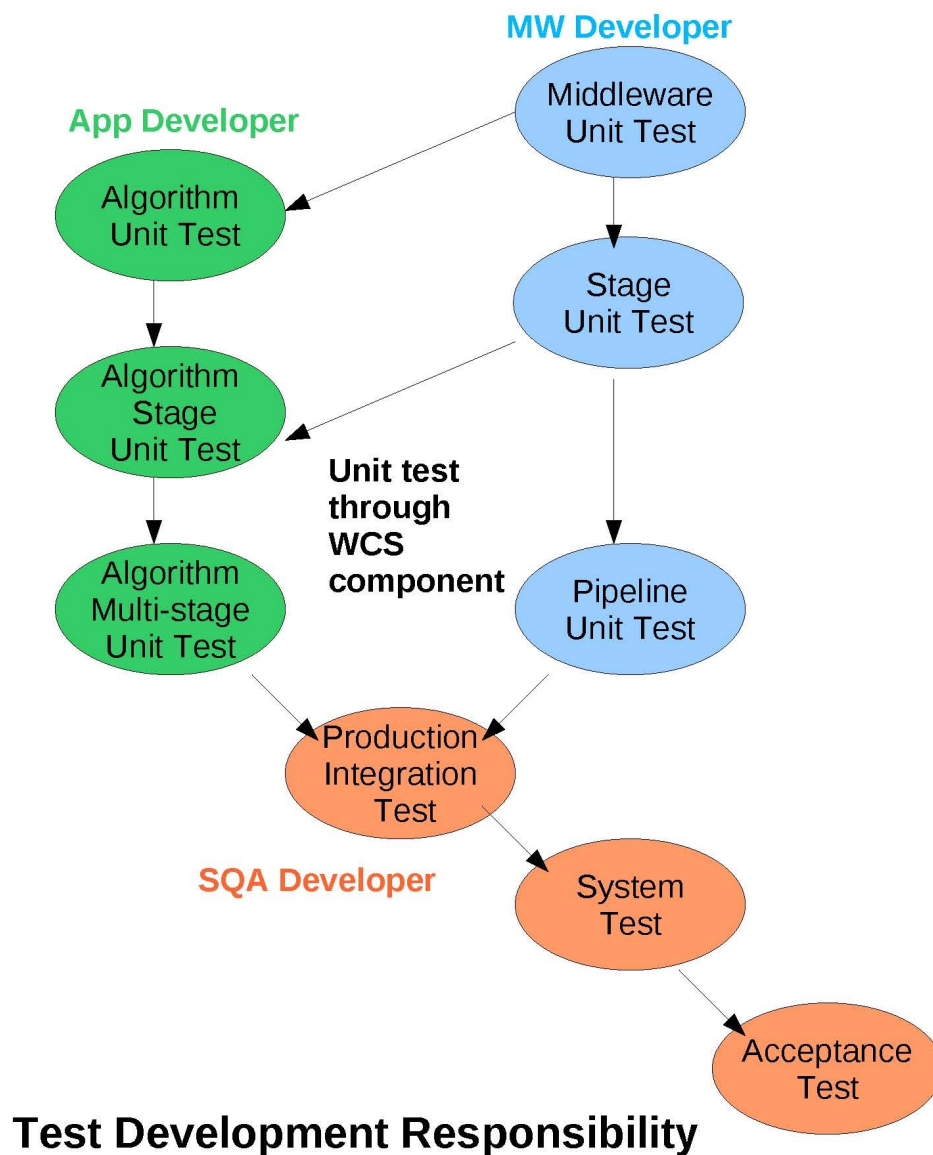 MW Developer
Middleware
Unit Test
App Developer
Algorithm
Unit Test
Stage
Unit Test
Algorithm
Stage
Unit Test
Unit test
through
WCS
component
Algorithm
Multi-stage
Unit Test
Pipeline
Unit Test
Production
Integration
Test
SQA Developer
System
Test
Acceptance
Test
Test Development Responsibility